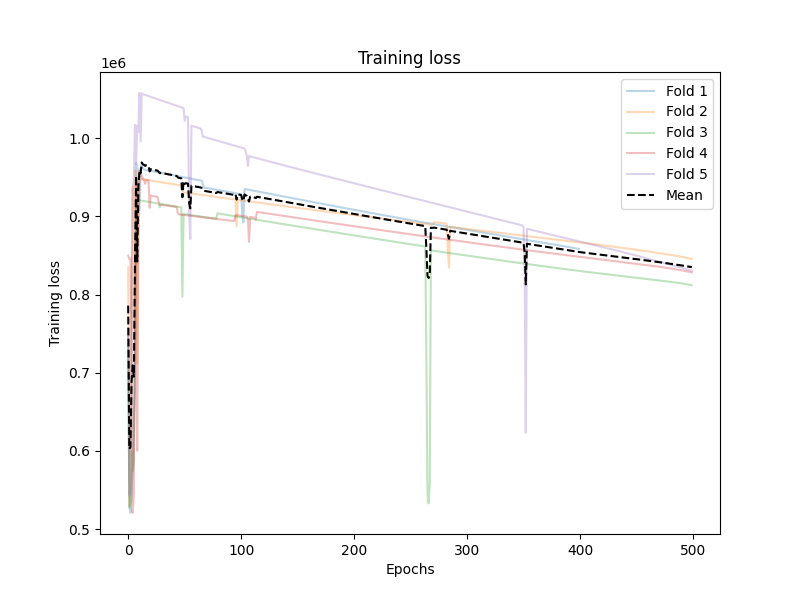 Training loss
1e6
Fold 1
Fold 2
Fold 3
Fold 4
Fold 5
Mean
1.0
0.9
0.8
0.7
0.6
0.5
Training loss
0 100 200 300 400 500
Epochs